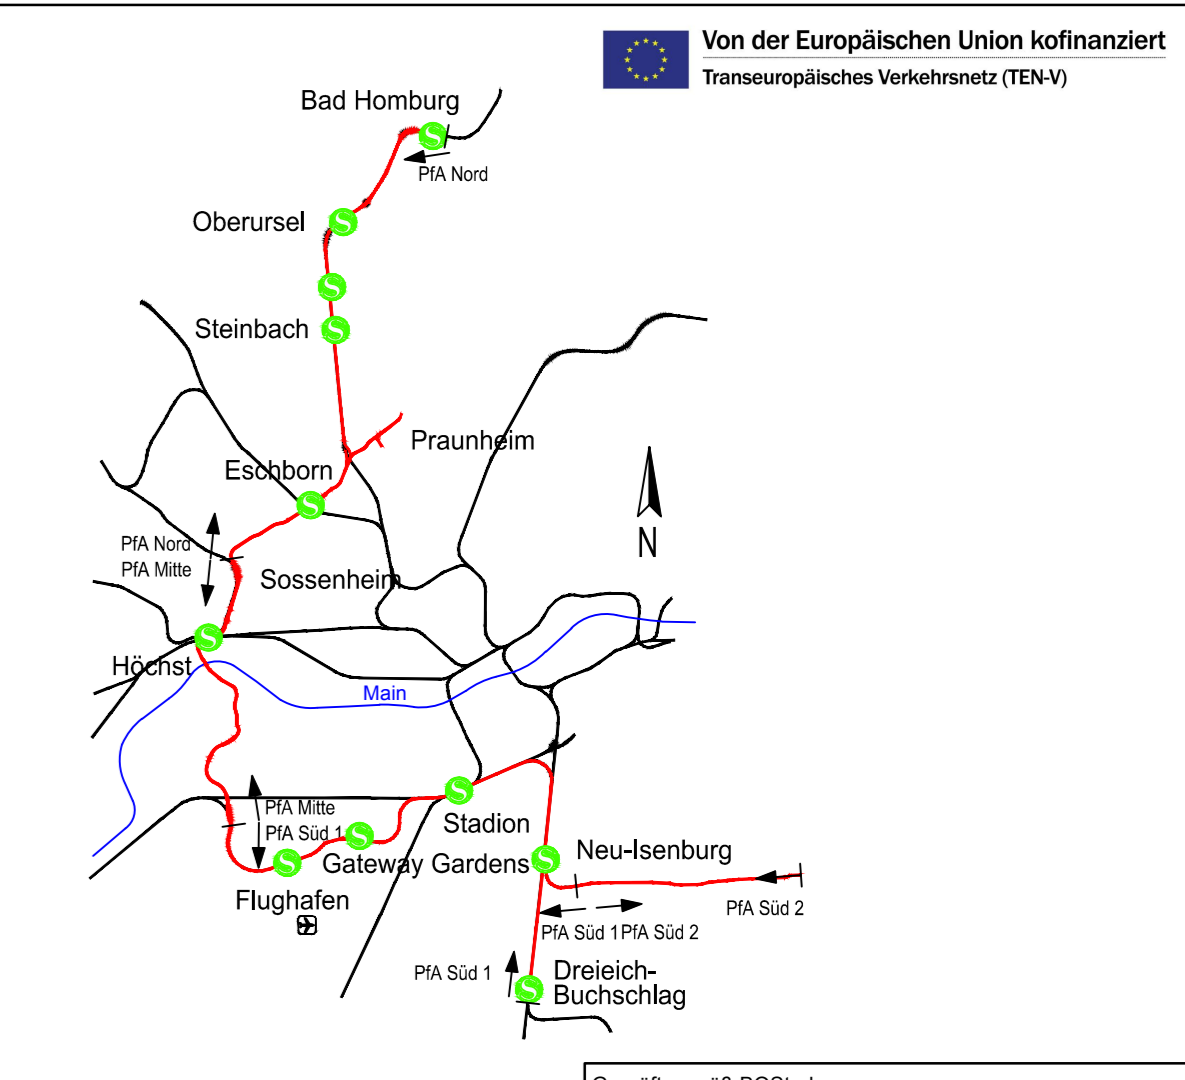 Von der Europäischen Union kofinanziert
Transeuropäisches Verkehrsnetz (TEN-V)
Bad Homburg
PfA Nord
Oberursel
Steinbach
Praunheim
Eschborn
N
PfA Nord
PfA Mitte
Sossenheim
Höchst
Main
PfA Mitte
PfA Süd 1
Stadion
Gateway Gardens
Neu-Isenburg
Flughafen
PfA Süd 2
PfA Süd 1
PfA Süd 2
PfA Süd 1
Dreieich-
Buchschlag